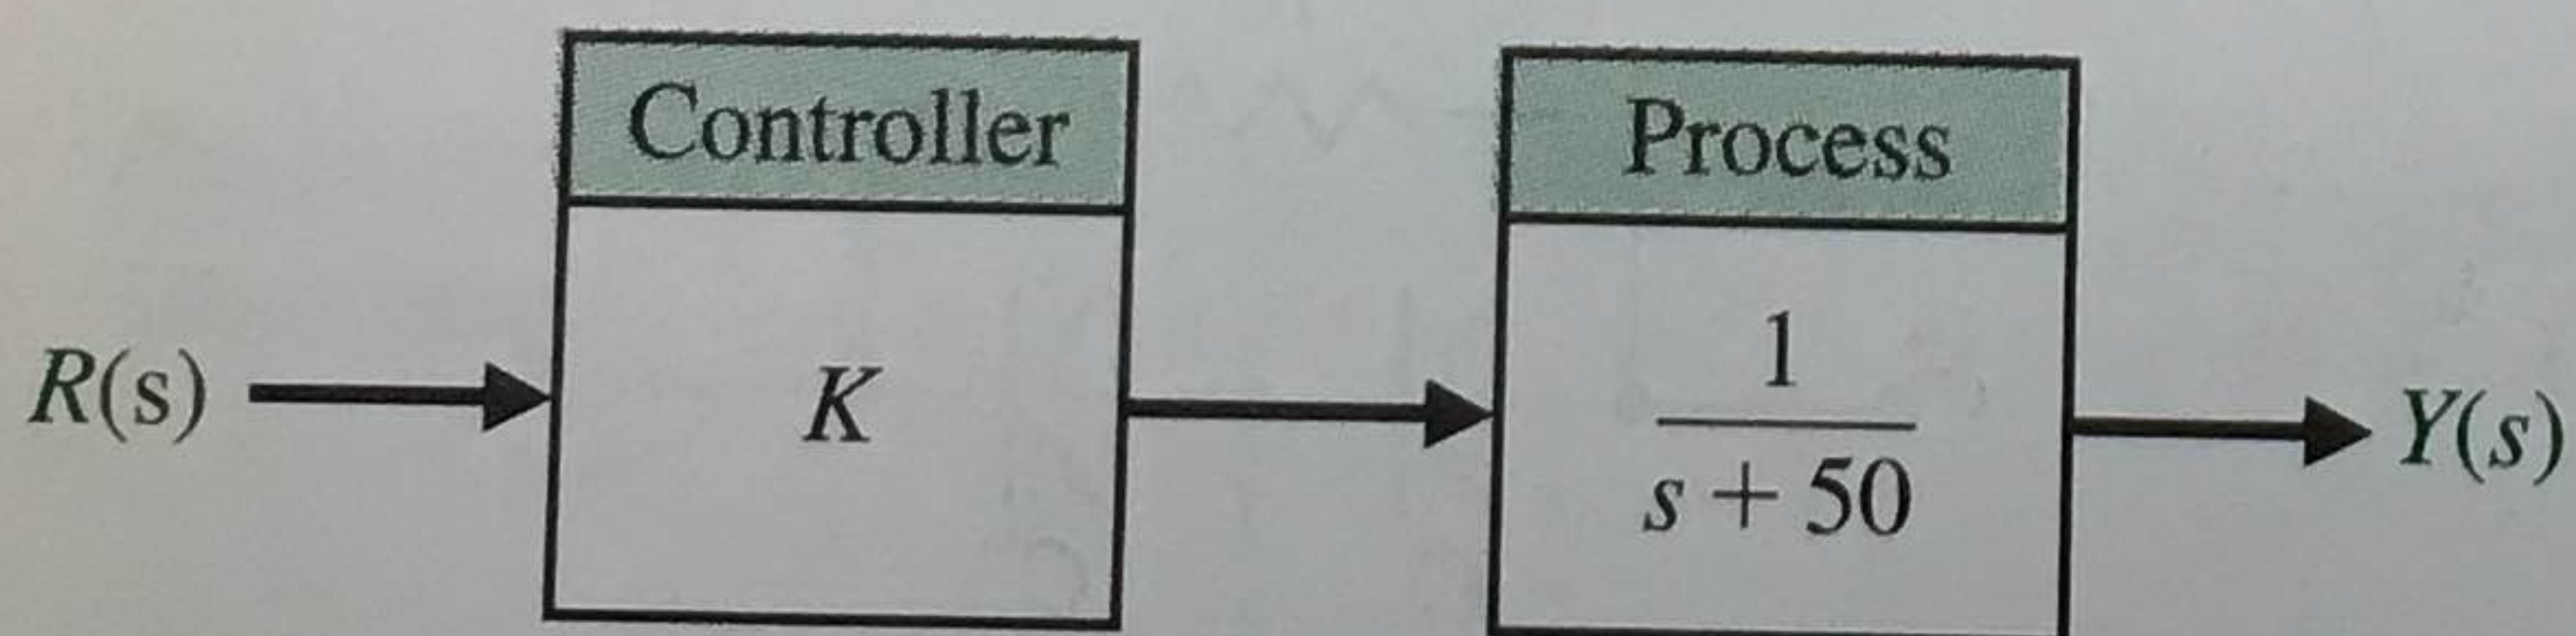 Controller
Process
R(s)
K
1
s + 50
Y(s)